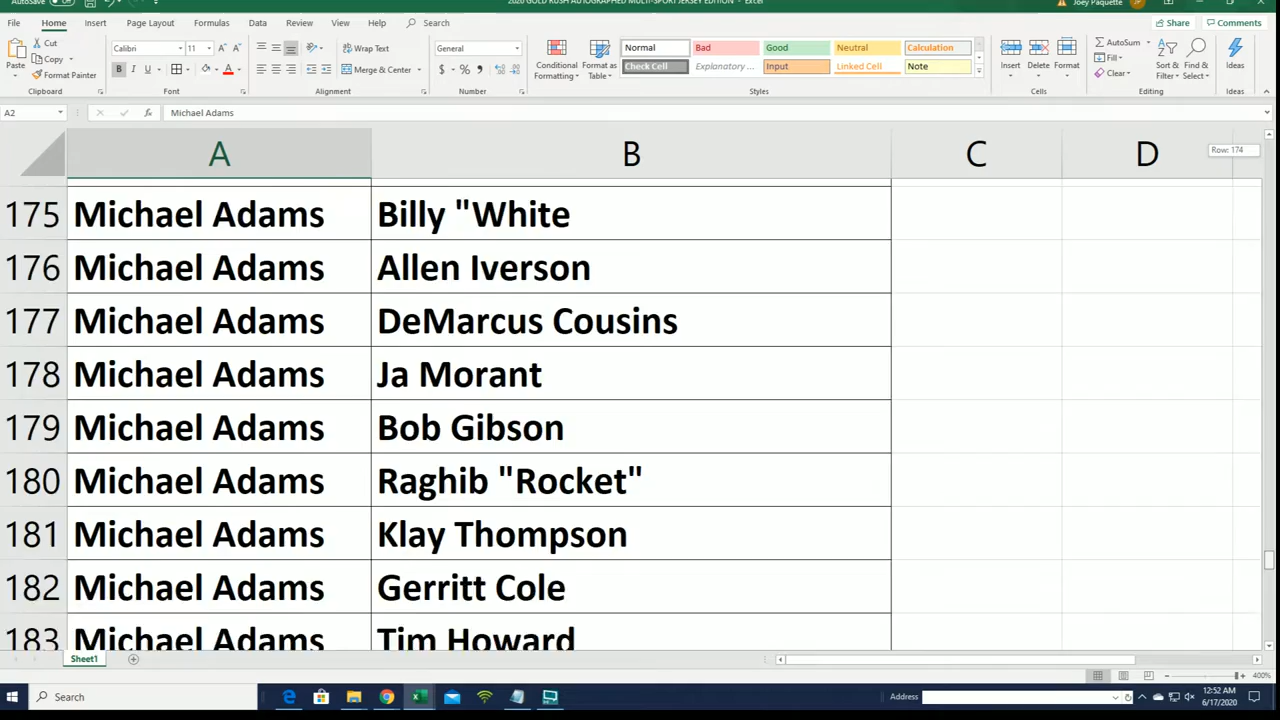 AutoSave
2020 GOLD RUSH AUTOGRAPHED MULTI-SPORT JERSEY EDITION - Excel
Joey Paquette
JP
File Home Insert Page Layout Formulas Data Review View Help Search
Share Comments
Paste
Cut
Copy
Format Painter
Clipboard
Calibri 11
B I U
Font
Wrap Text
Merge & Center
Alignment
General
$ % ,
Number
Conditional Formatting
Format as Table
Normal Bad Good Neutral Calculation
Check Cell Explanatory ... Input Linked Cell Note
Styles
Insert Delete Format
Cells
AutoSum
Fill
Clear
Sort & Filter
Find & Select
Editing
Ideas
Ideas
A2 fx Michael Adams
A B C D
Row: 174
175 Michael Adams Billy "White
176 Michael Adams Allen Iverson
177 Michael Adams DeMarcus Cousins
178 Michael Adams Ja Morant
179 Michael Adams Bob Gibson
180 Michael Adams Raghib "Rocket"
181 Michael Adams Klay Thompson
182 Michael Adams Gerritt Cole
183 Michael Adams Tim Howard
Sheet1
400%
Search
Address
12:52 AM
6/17/2020